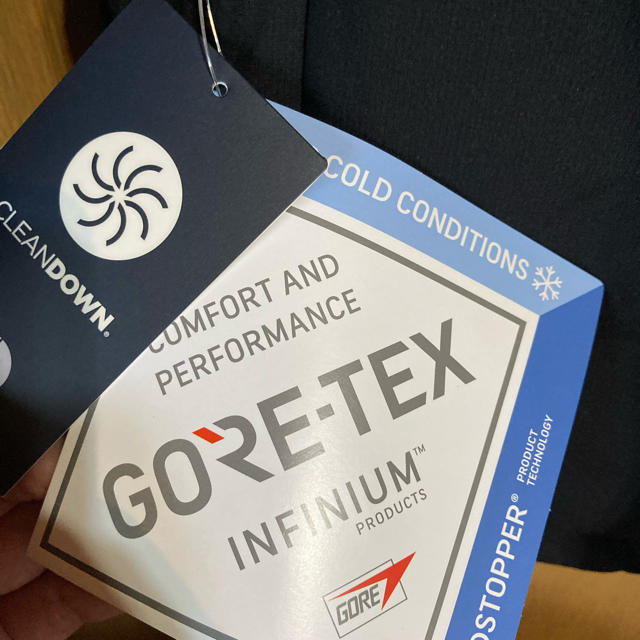 CLEANDOWN®
COLD CONDITIONS
COMFORT AND
PERFORMANCE
GORE-TEX
INFINIUM™
PRODUCTS
GORE
PRODUCT
TECHNOLOGY